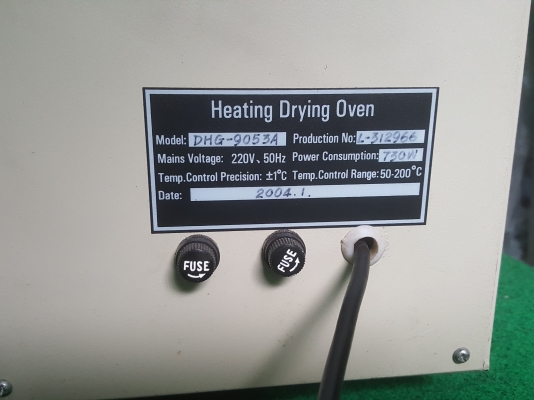 Heating Drying Oven
Model: DHG-9053A Production No: L-312966
Mains Voltage: 220V、50Hz Power Consumption: 730W
Temp.Control Precision: ±1°C Temp.Control Range: 50-200°C
Date: 2004.1.
FUSE
FUSE